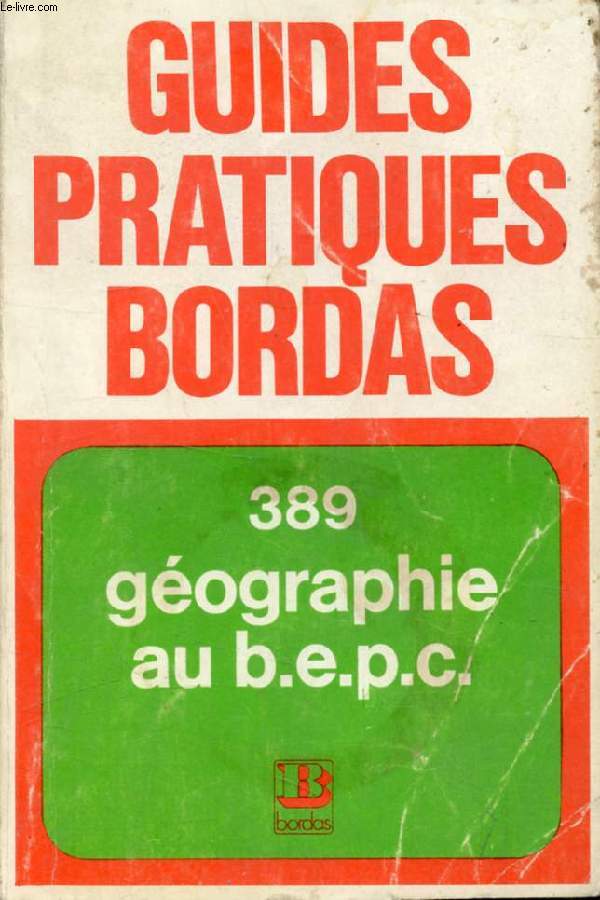 Le-livre.com
GUIDES
PRATIQUES
BORDAS
389
géographie
au b.e.p.c.
B
bordas